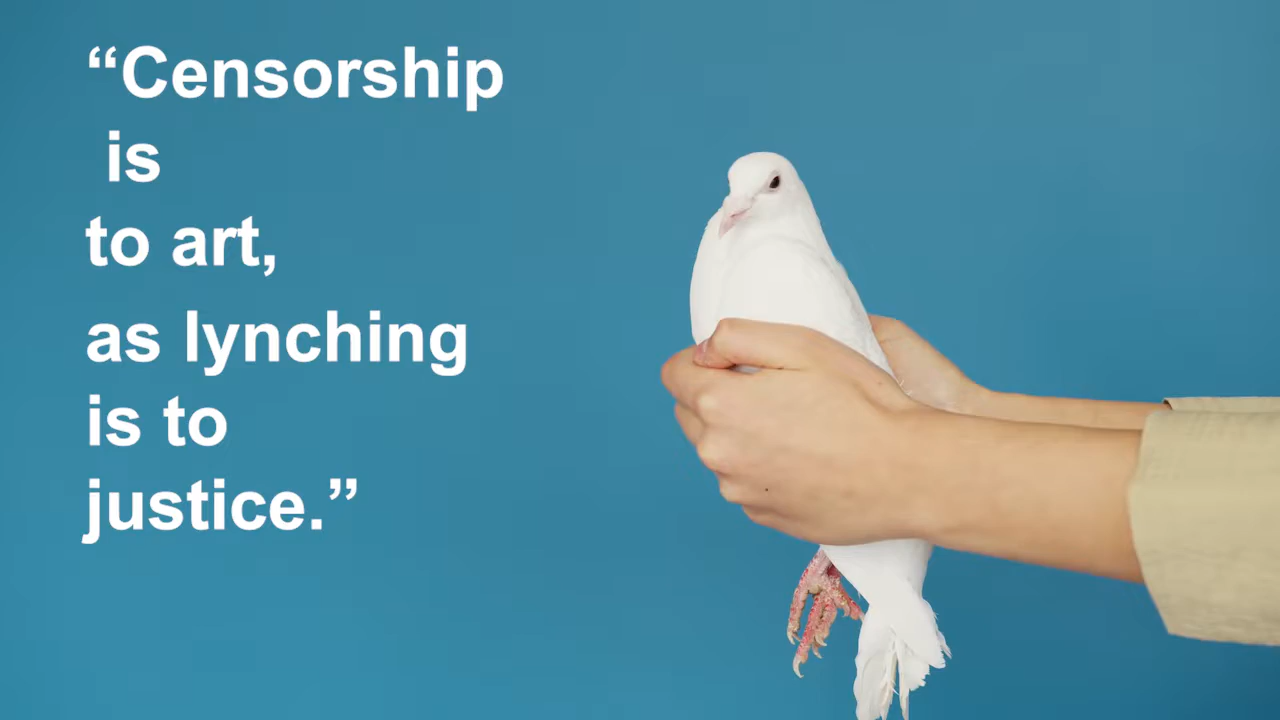 “Censorship
is
to art,
as lynching
is to
justice.”